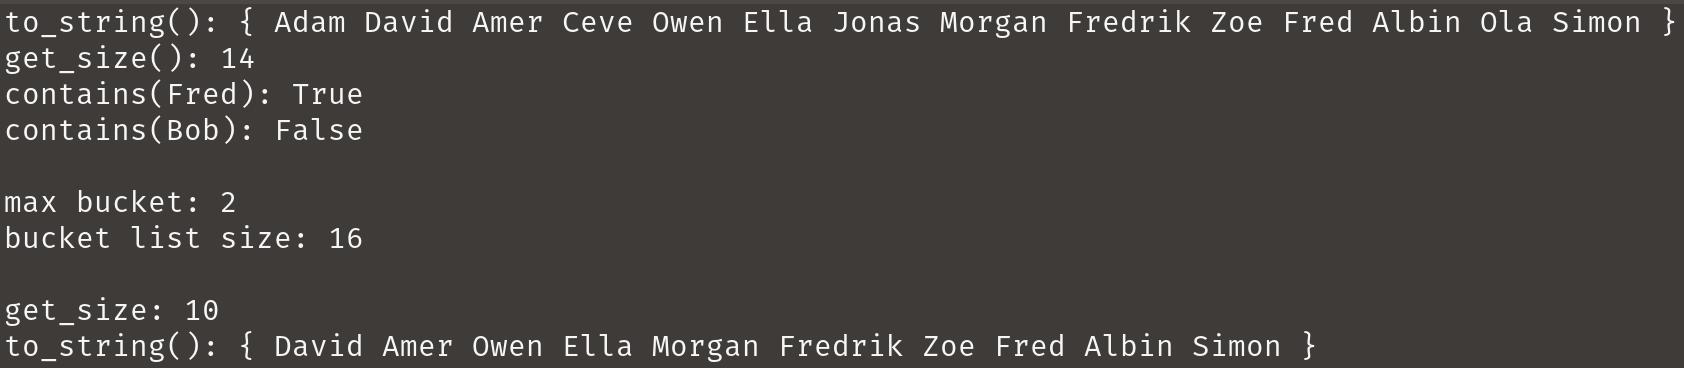 to_string(): { Adam David Amer Ceve Owen Ella Jonas Morgan Fredrik Zoe Fred Albin Ola Simon }
get_size(): 14
contains(Fred): True
contains(Bob): False
max bucket: 2
bucket list size: 16
get_size: 10
to_string(): { David Amer Owen Ella Morgan Fredrik Zoe Fred Albin Simon }